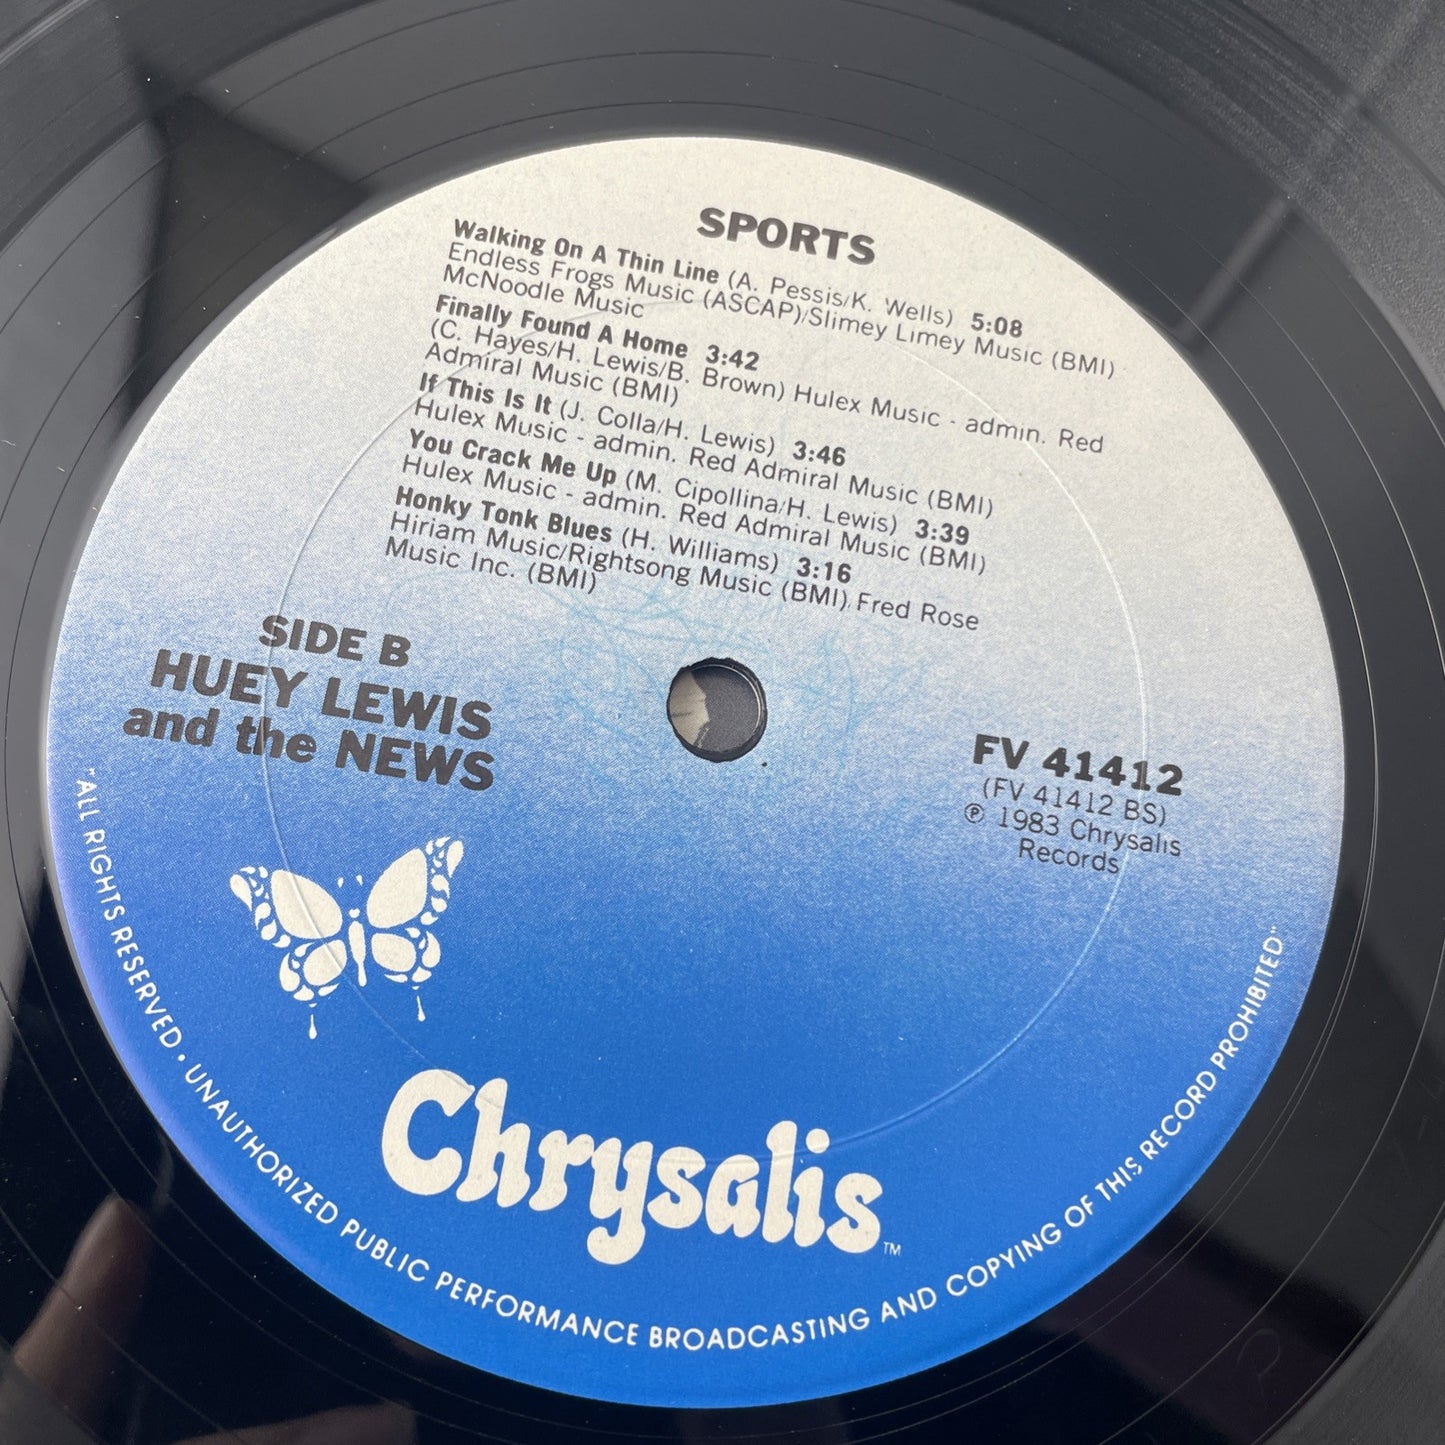 SPORTS
Walking On A Thin Line (A. Pessis/K. Wells) 5:08
Endless Frogs Music (ASCAP)/Slimey Limey Music (BMI)
McNoodle Music
Finally Found A Home 3:42
(C. Hayes/H. Lewis/B. Brown) Hulex Music - admin. Red
Admiral Music (BMI)
If This Is It (J. Colla/H. Lewis) 3:46
Hulex Music - admin. Red Admiral Music (BMI)
You Crack Me Up (M. Cipollina/H. Lewis) 3:39
Hulex Music - admin. Red Admiral Music (BMI)
Honky Tonk Blues (H. Williams) 3:16
Hiriam Music/Rightsong Music (BMI) Fred Rose
Music Inc. (BMI)
SIDE B
HUEY LEWIS
and the NEWS
FV 41412
(FV 41412 BS)
℗ 1983 Chrysalis
Records
Chrysalis™
"ALL RIGHTS RESERVED • UNAUTHORIZED PUBLIC PERFORMANCE BROADCASTING AND COPYING OF THIS RECORD PROHIBITED"